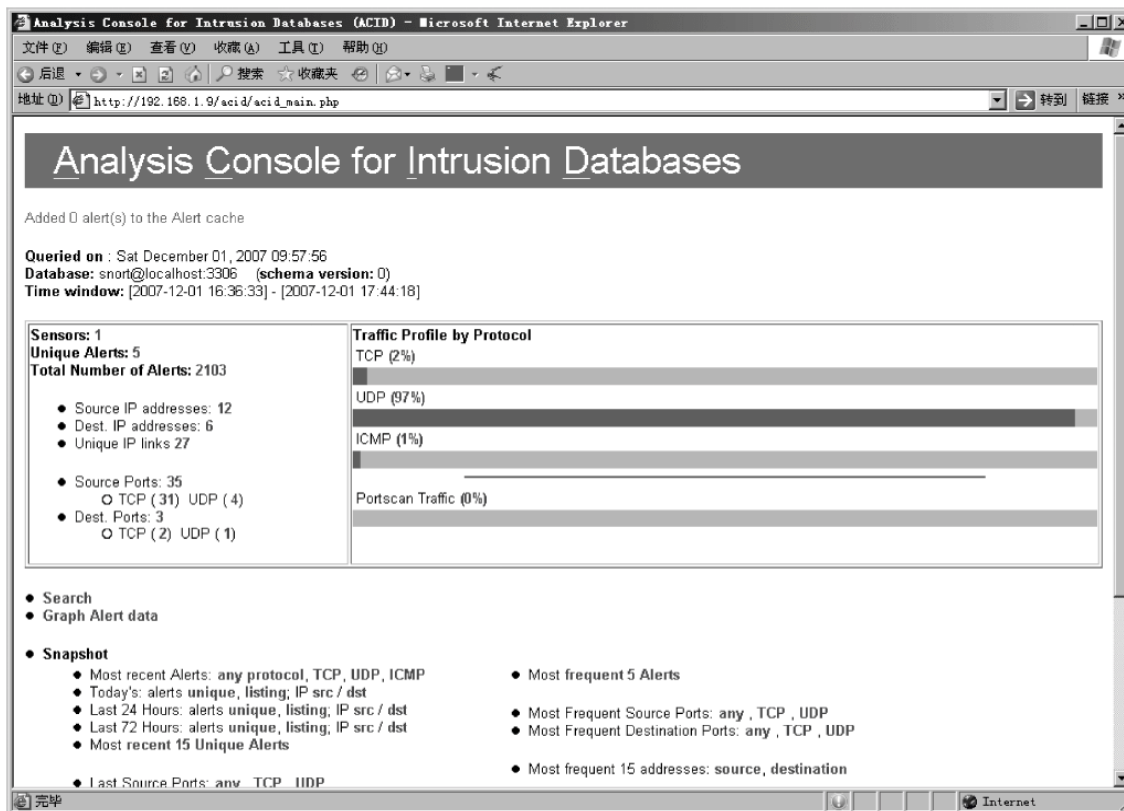 Analysis Console for Intrusion Databases (ACID) - Microsoft Internet Explorer
文件(F) 编辑(E) 查看(V) 收藏(A) 工具(T) 帮助(H)
后退 搜索 收藏夹
地址(D) http://192.168.1.9/acid/acid_main.php 转到 链接 »
Analysis Console for Intrusion Databases
Added 0 alert(s) to the Alert cache
Queried on : Sat December 01, 2007 09:57:56
Database: snort@localhost:3306 (schema version: 0)
Time window: [2007-12-01 16:36:33] - [2007-12-01 17:44:18]
Sensors: 1
Unique Alerts: 5
Total Number of Alerts: 2103
Source IP addresses: 12
Dest. IP addresses: 6
Unique IP links 27
Source Ports: 35
TCP ( 31) UDP ( 4)
Dest. Ports: 3
TCP ( 2) UDP ( 1)
Traffic Profile by Protocol
TCP (2%)
UDP (97%)
ICMP (1%)
Portscan Traffic (0%)
Search
Graph Alert data
Snapshot
Most recent Alerts: any protocol, TCP, UDP, ICMP
Today's: alerts unique, listing; IP src / dst
Last 24 Hours: alerts unique, listing; IP src / dst
Last 72 Hours: alerts unique, listing; IP src / dst
Most recent 15 Unique Alerts
Last Source Ports: any , TCP , UDP
Most frequent 5 Alerts
Most Frequent Source Ports: any , TCP , UDP
Most Frequent Destination Ports: any , TCP , UDP
Most frequent 15 addresses: source, destination
完毕 Internet